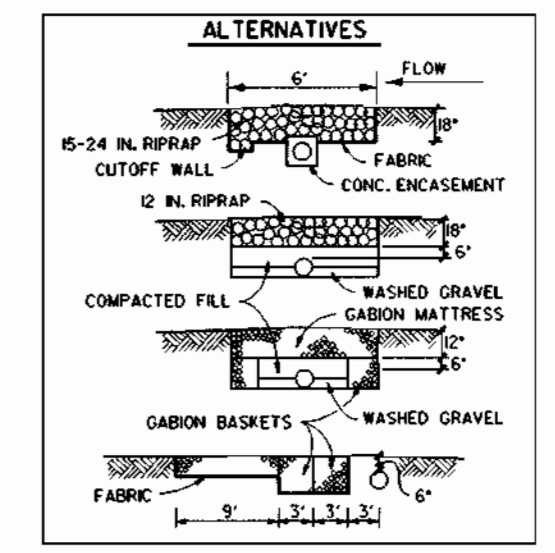 ALTERNATIVES
6'
FLOW
18"
15-24 IN. RIPRAP
CUTOFF WALL
FABRIC
CONC. ENCASEMENT
12 IN. RIPRAP
18"
6"
WASHED GRAVEL
COMPACTED FILL
GABION MATTRESS
12"
6"
GABION BASKETS
WASHED GRAVEL
FABRIC
6"
9' 3' 3' 3'